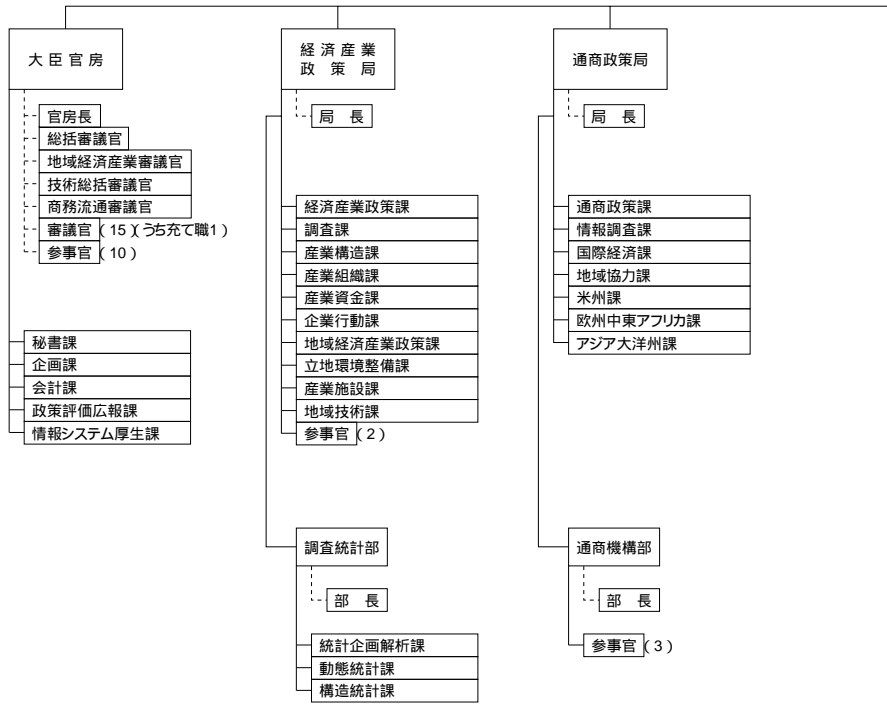 大臣官房
官房長
総括審議官
地域経済産業審議官
技術総括審議官
商務流通審議官
審議官(15)(うち充て職1)
参事官(10)
秘書課
企画課
会計課
政策評価広報課
情報システム厚生課
経済産業
政策局
局長
経済産業政策課
調査課
産業構造課
産業組織課
産業資金課
企業行動課
地域経済産業政策課
立地環境整備課
産業施設課
地域技術課
参事官(2)
調査統計部
部長
統計企画解析課
動態統計課
構造統計課
通商政策局
局長
通商政策課
情報調査課
国際経済課
地域協力課
米州課
欧州中東アフリカ課
アジア大洋州課
通商機構部
部長
参事官(3)